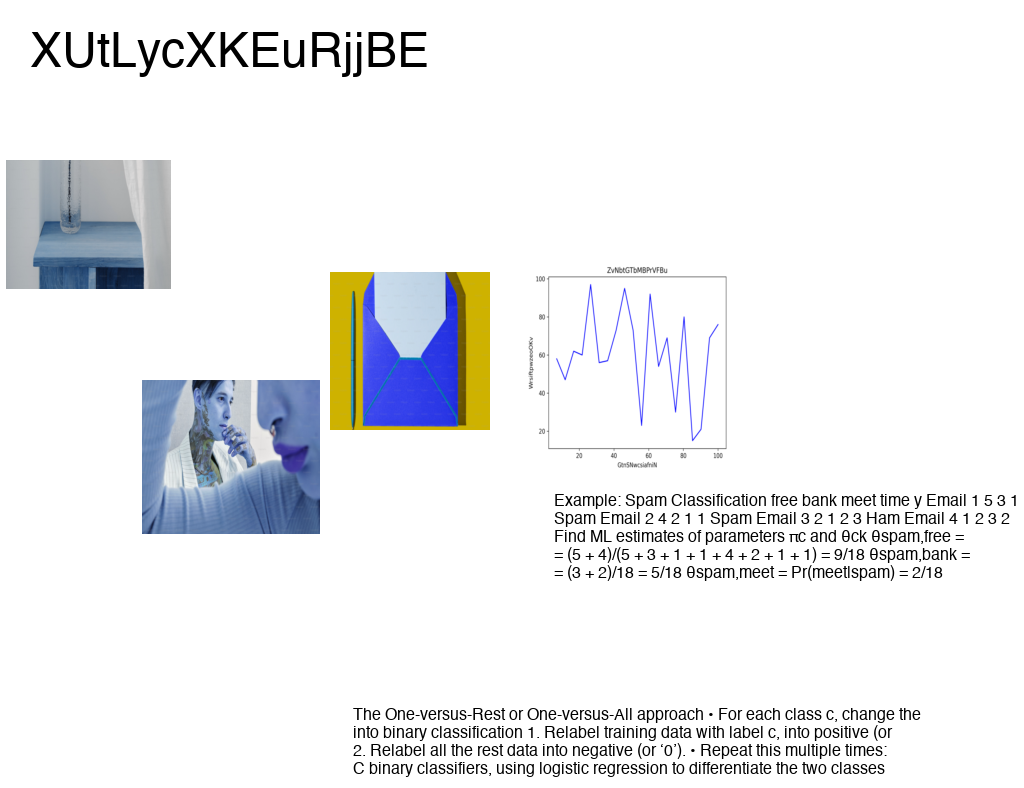 XUtLycXKEuRjjBE
ZvNbtGTbMBPrVFBu
100
80
60
40
20
20 40 60 80 100
GtnSNwcsiafniN
Example: Spam Classification free bank meet time y Email 1 5 3 1
Spam Email 2 4 2 1 1 Spam Email 3 2 1 2 3 Ham Email 4 1 2 3 2
Find ML estimates of parameters πc and θck θspam,free =
= (5 + 4)/(5 + 3 + 1 + 1 + 4 + 2 + 1 + 1) = 9/18 θspam,bank =
= (3 + 2)/18 = 5/18 θspam,meet = Pr(meet|spam) = 2/18
The One-versus-Rest or One-versus-All approach • For each class c, change the
into binary classification 1. Relabel training data with label c, into positive (or
2. Relabel all the rest data into negative (or ‘0’). • Repeat this multiple times:
C binary classifiers, using logistic regression to differentiate the two classes